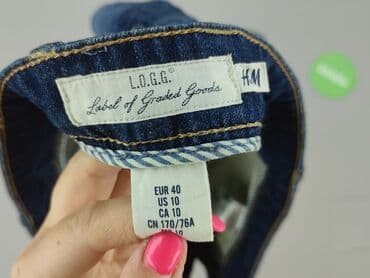 L.O.G.G.®
Label of Graded Goods
H&M
EUR 40
US 10
CA 10
CN 170/76A